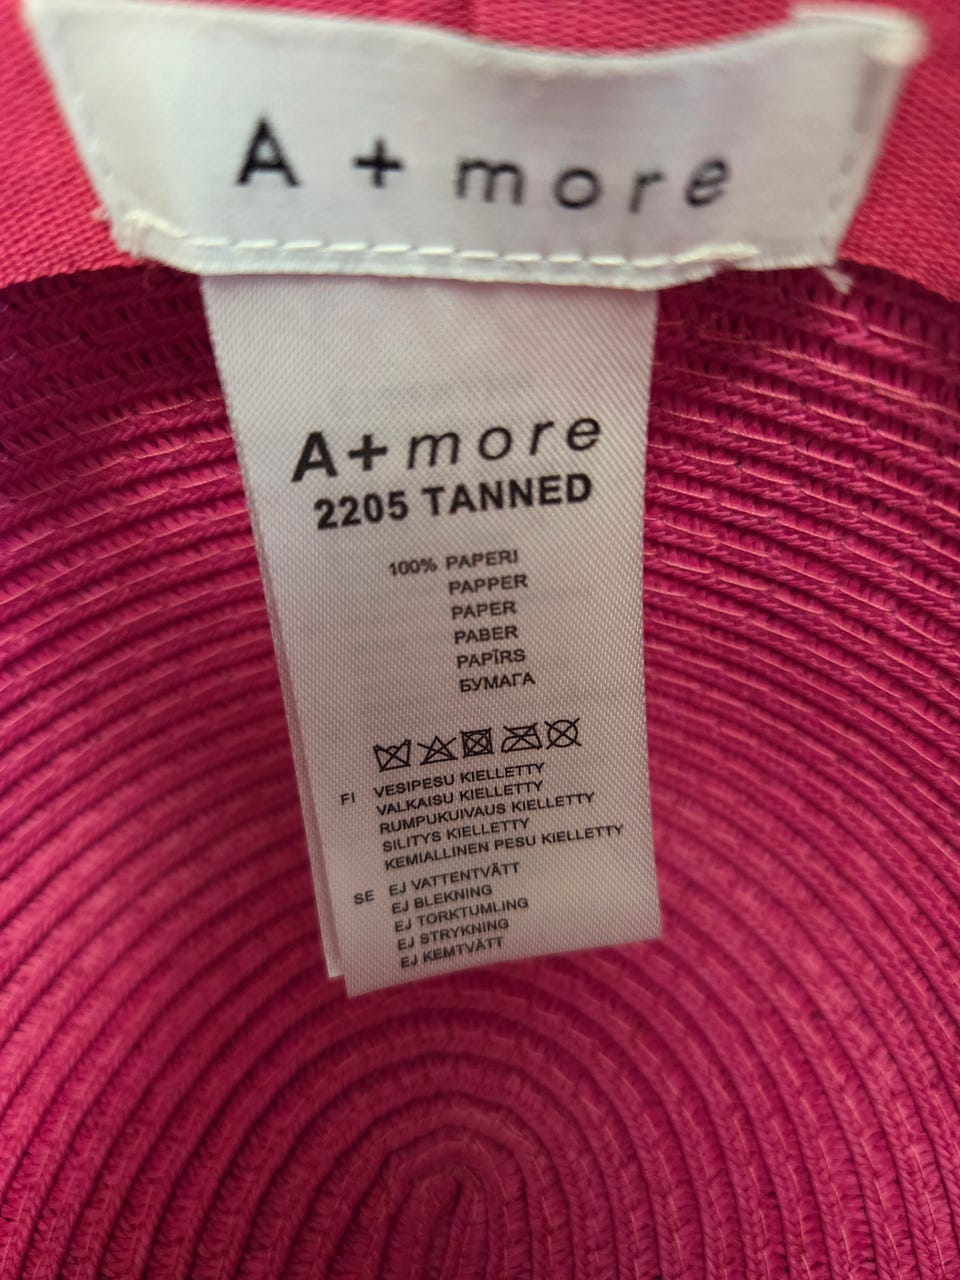 A + more
A+more
2205 TANNED
100% PAPERI
PAPPER
PAPER
PABER
PAPĪRS
БУМАГА
FI VESIPESU KIELLETTY
VALKAISU KIELLETTY
RUMPUKUIVAUS KIELLETTY
SILITYS KIELLETTY
KEMIALLINEN PESU KIELLETTY
SE EJ VATTENTVÄTT
EJ BLEKNING
EJ TORKTUMLING
EJ STRYKNING
EJ KEMTVÄTT